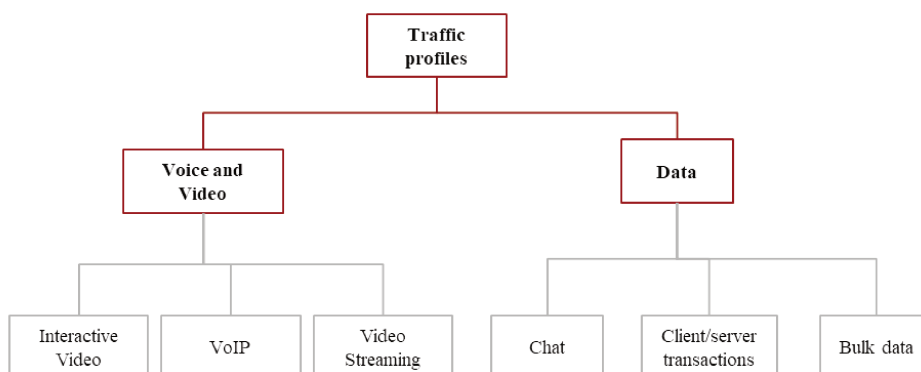 Traffic
profiles
Voice and
Video
Data
Interactive
Video
VoIP
Video
Streaming
Chat
Client/server
transactions
Bulk data